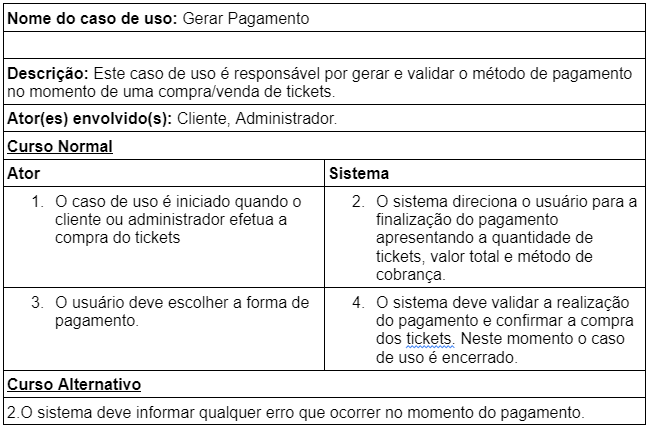 Nome do caso de uso: Gerar Pagamento
Descrição: Este caso de uso é responsável por gerar e validar o método de pagamento
no momento de uma compra/venda de tickets.
Ator(es) envolvido(s): Cliente, Administrador.
Curso Normal
Ator
Sistema
1. O caso de uso é iniciado quando o
cliente ou administrador efetua a
compra do tickets
2. O sistema direciona o usuário para a
finalização do pagamento
apresentando a quantidade de
tickets, valor total e método de
cobrança.
3. O usuário deve escolher a forma de
pagamento.
4. O sistema deve validar a realização
do pagamento e confirmar a compra
dos tickets. Neste momento o caso
de uso é encerrado.
Curso Alternativo
2.O sistema deve informar qualquer erro que ocorrer no momento do pagamento.